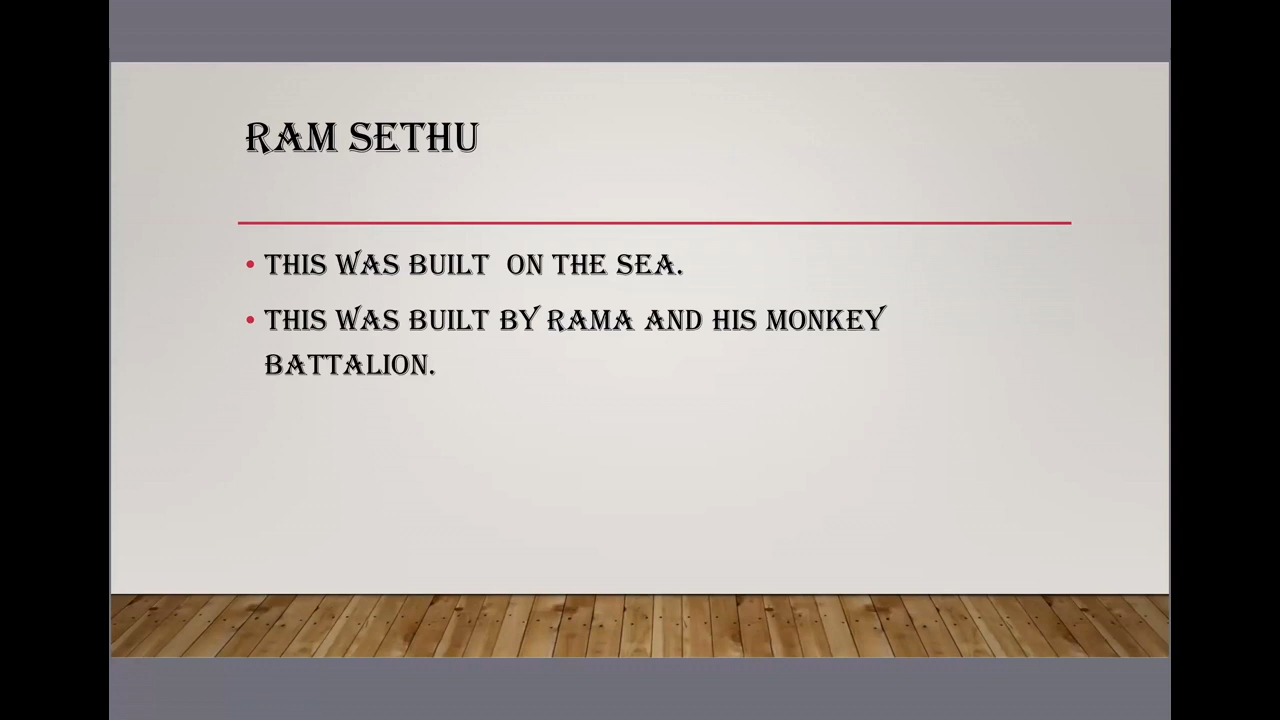 RAM SETHU
• THIS WAS BUILT  ON THE SEA.
• THIS WAS BUILT BY RAMA AND HIS MONKEY
BATTALION.